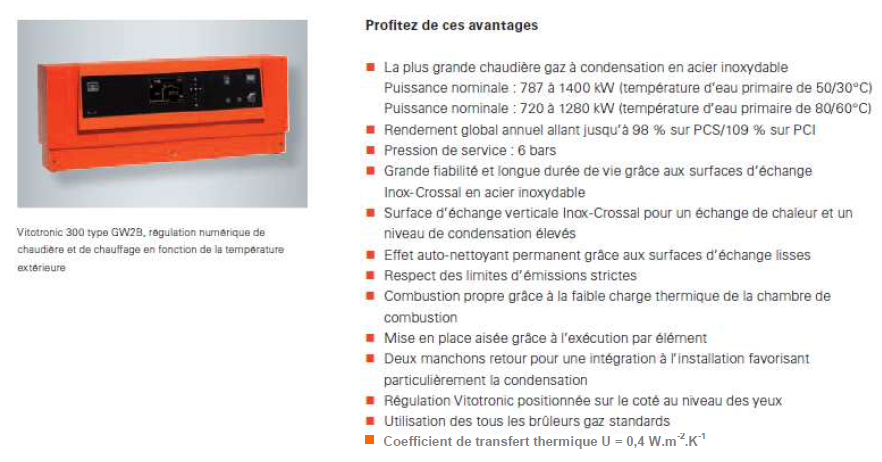 Profitez de ces avantages
La plus grande chaudière gaz à condensation en acier inoxydable
Puissance nominale : 787 à 1400 kW (température d'eau primaire de 50/30°C)
Puissance nominale : 720 à 1280 kW (température d'eau primaire de 80/60°C)
Rendement global annuel allant jusqu'à 98 % sur PCS/109 % sur PCI
Pression de service : 6 bars
Grande fiabilité et longue durée de vie grâce aux surfaces d'échange
Inox-Crossal en acier inoxydable
Surface d'échange verticale Inox-Crossal pour un échange de chaleur et un
niveau de condensation élevés
Effet auto-nettoyant permanent grâce aux surfaces d'échange lisses
Respect des limites d'émissions strictes
Combustion propre grâce à la faible charge thermique de la chambre de
combustion
Mise en place aisée grâce à l'exécution par élément
Deux manchons retour pour une intégration à l'installation favorisant
particulièrement la condensation
Régulation Vitotronic positionnée sur le coté au niveau des yeux
Utilisation des tous les brûleurs gaz standards
Coefficient de transfert thermique U = 0,4 W.m⁻².K⁻¹
Vitotronic 300 type GW2B, régulation numérique de
chaudière et de chauffage en fonction de la température
extérieure